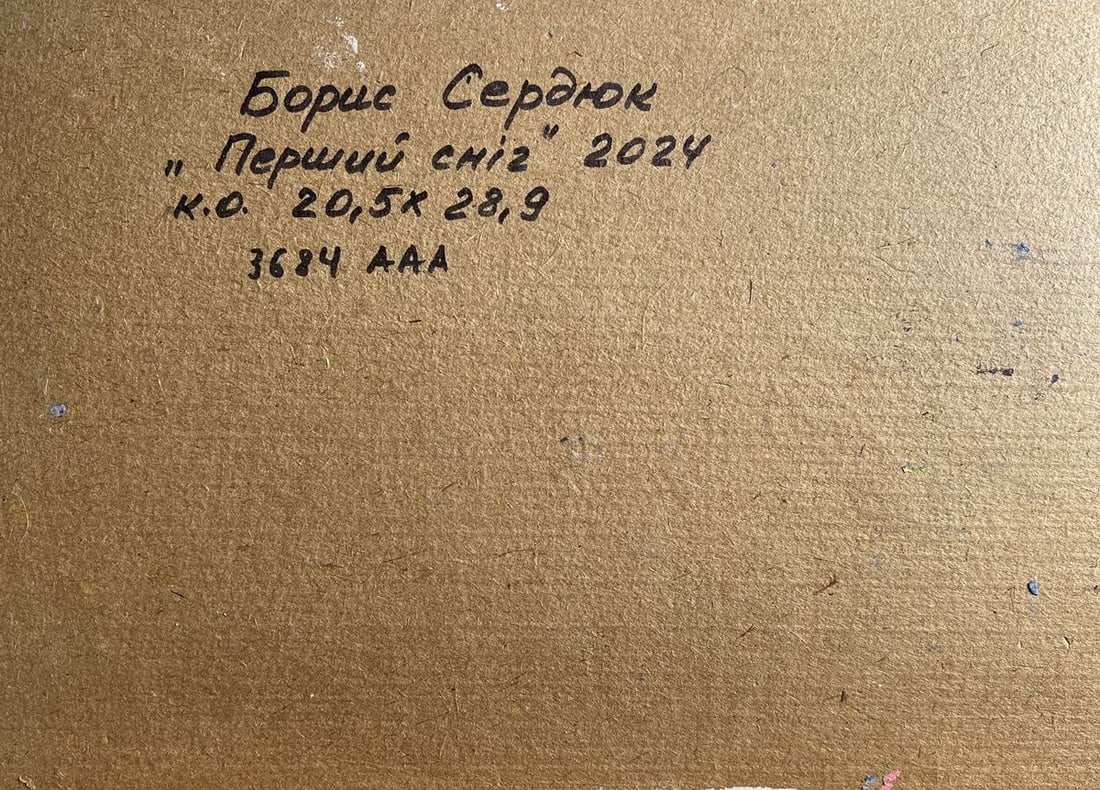 Борис Сердюк
„Перший сніг" 2024
к.о. 20,5х 28,9
3684 ААА